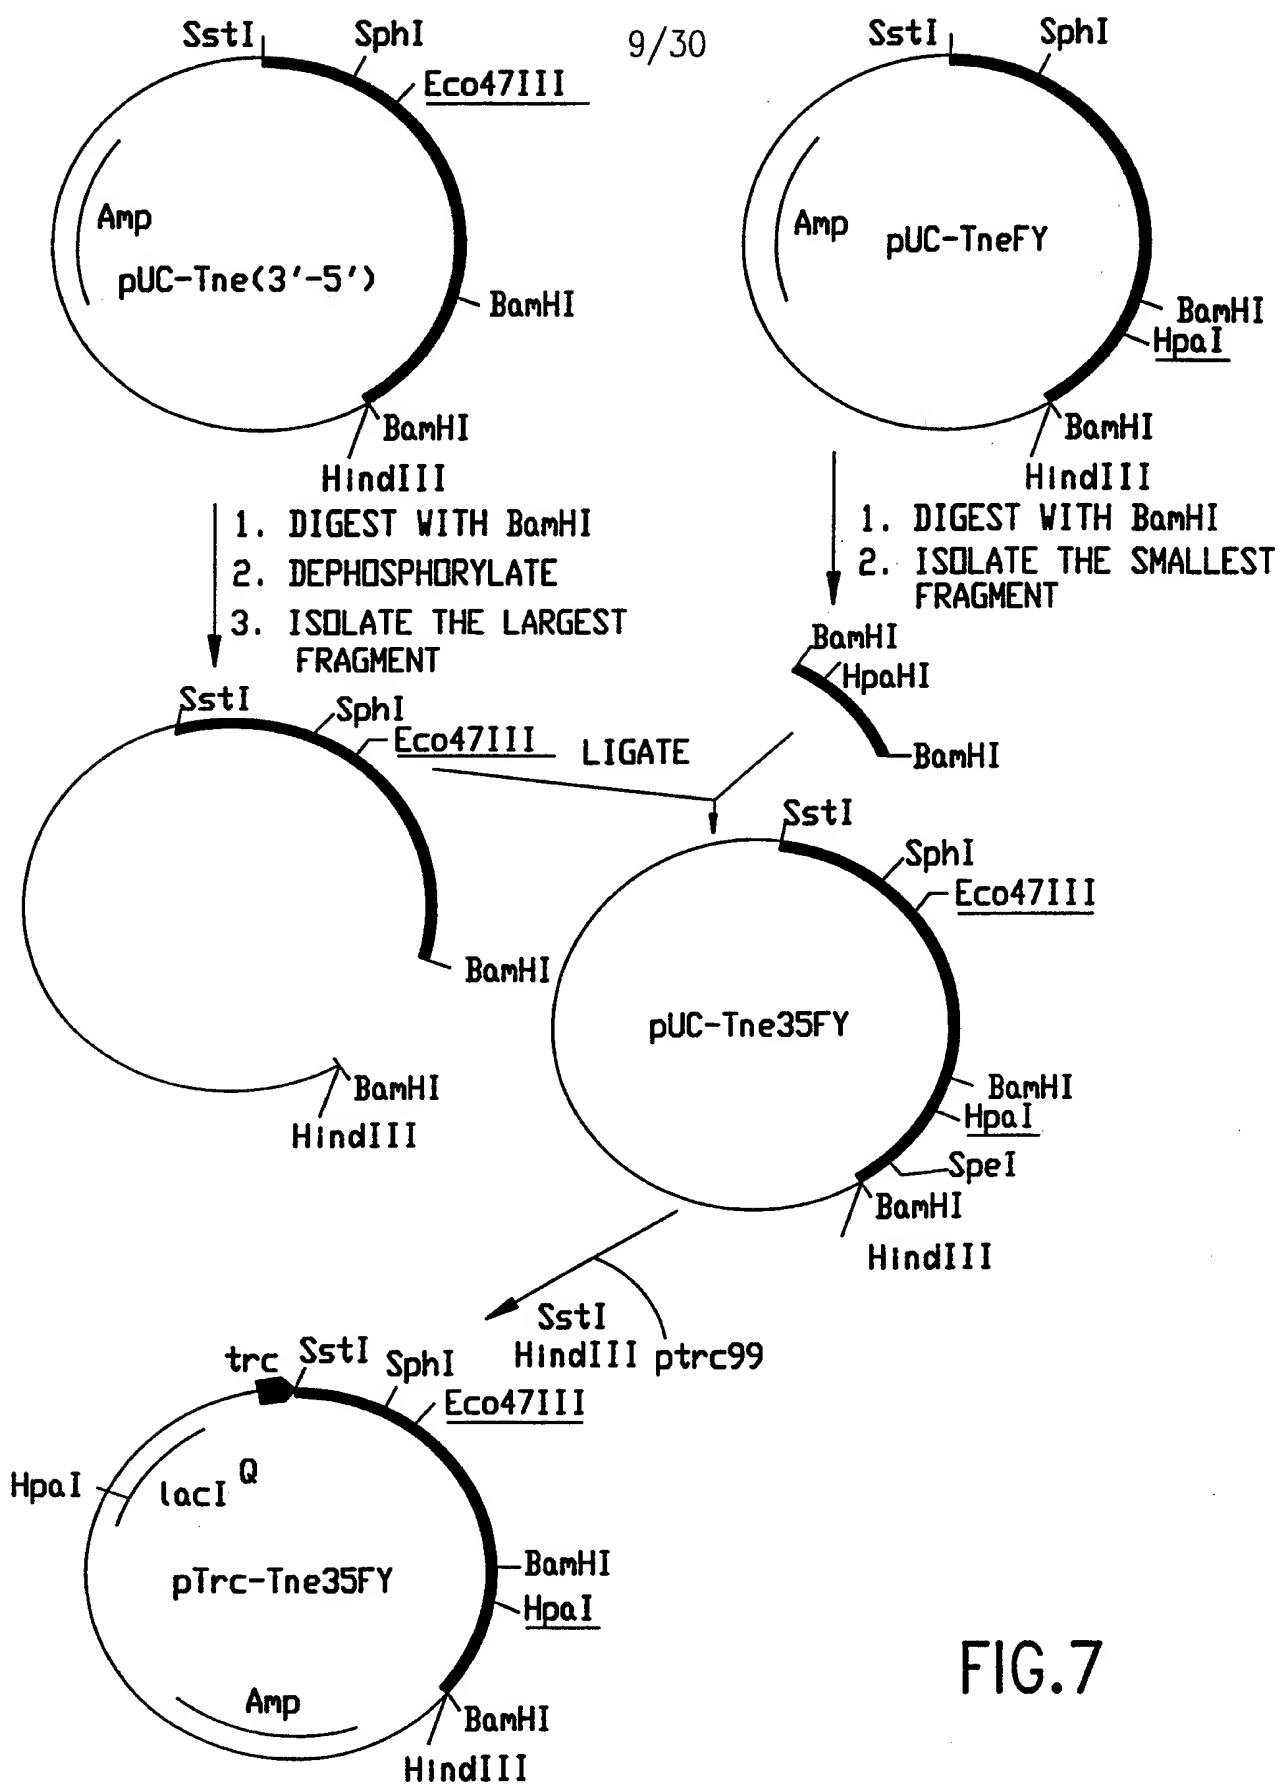 9/30
SstI
SphI
Eco47III
Amp
pUC-Tne(3'-5')
BamHI
BamHI
HindIII
SstI
SphI
Amp
pUC-TneFY
BamHI
HpaI
BamHI
HindIII
1. DIGEST WITH BamHI
2. DEPHOSPHORYLATE
3. ISOLATE THE LARGEST
FRAGMENT
1. DIGEST WITH BamHI
2. ISOLATE THE SMALLEST
FRAGMENT
BamHI
HpaHI
BamHI
SstI
SphI
Eco47III
BamHI
BamHI
HindIII
LIGATE
SstI
SphI
Eco47III
pUC-Tne35FY
BamHI
HpaI
SpeI
BamHI
HindIII
SstI
HindIII ptrc99
trc
SstI
SphI
Eco47III
HpaI
lacI Q
pTrc-Tne35FY
BamHI
HpaI
Amp
BamHI
HindIII
FIG.7